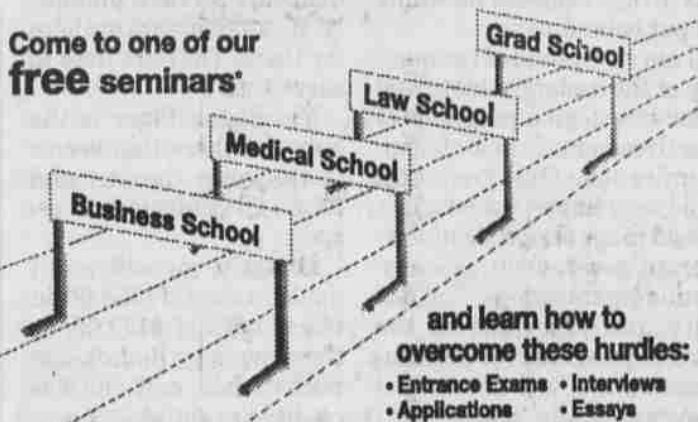 Come to one of our
free seminars*
Grad School
Law School
Medical School
Business School
and learn how to
overcome these hurdles:
• Entrance Exams • Interviews
• Applications • Essays